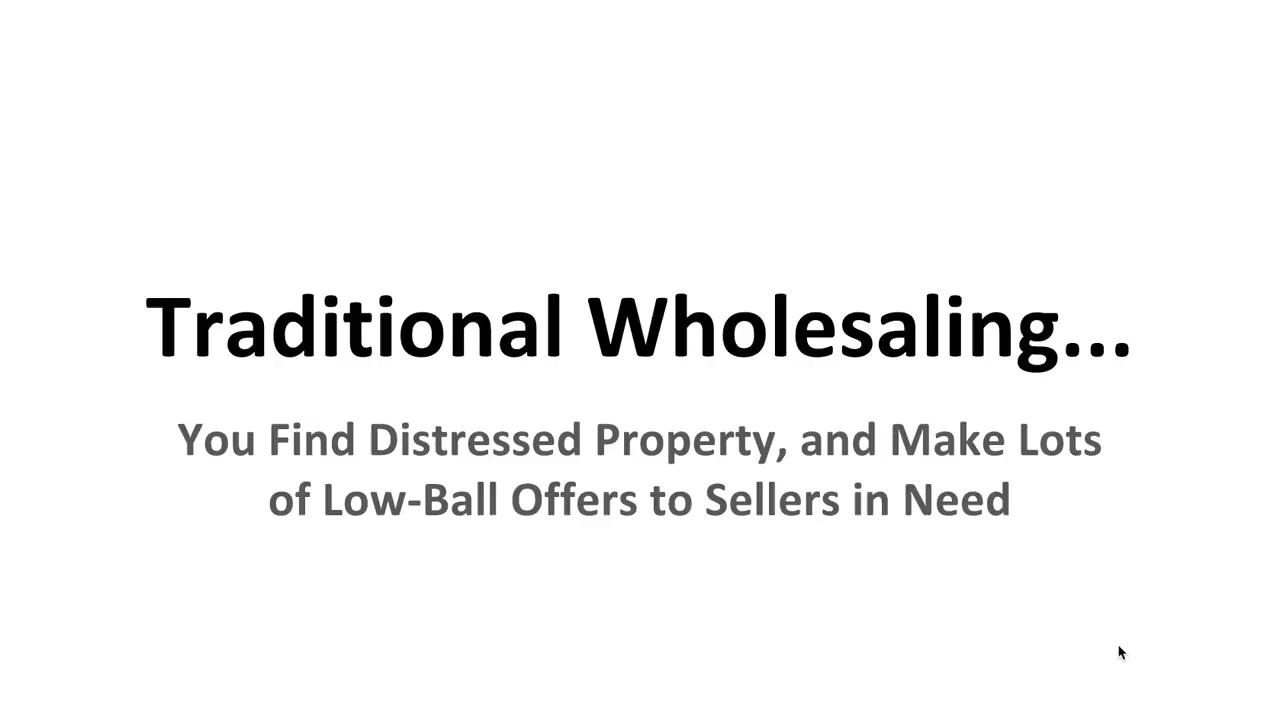 Traditional Wholesaling...
You Find Distressed Property, and Make Lots
of Low-Ball Offers to Sellers in Need